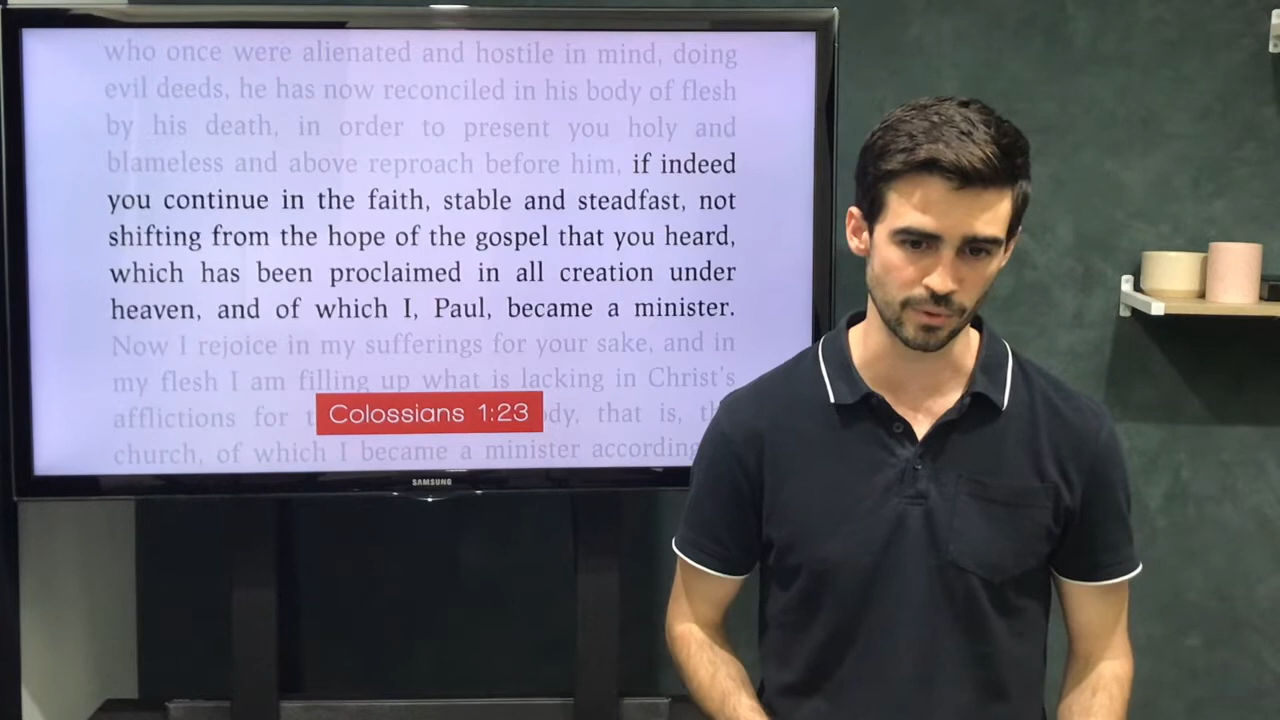 who once were alienated and hostile in mind, doing
evil deeds, he has now reconciled in his body of flesh
by his death, in order to present you holy and
blameless and above reproach before him, if indeed
you continue in the faith, stable and steadfast, not
shifting from the hope of the gospel that you heard,
which has been proclaimed in all creation under
heaven, and of which I, Paul, became a minister.
Now I rejoice in my sufferings for your sake, and in
my flesh I am filling up what is lacking in Christ's
afflictions for that is,
Colossians 1:23
church, of which I became a minister according
SAMSUNG